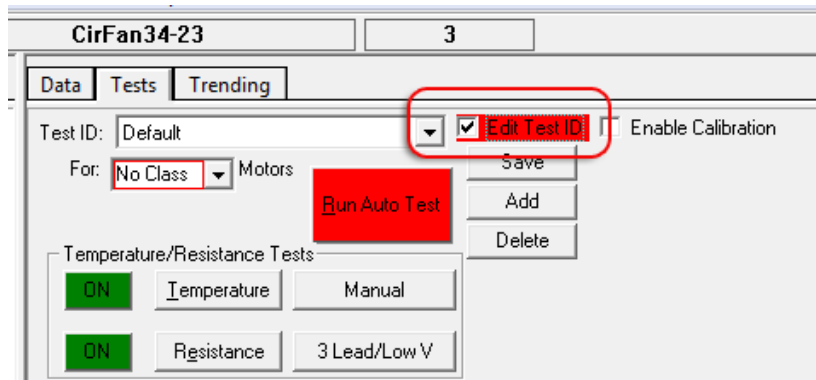 CirFan34-23 3
Data Tests Trending
Test ID: Default Edit Test ID Enable Calibration
For: No Class Motors Save
Run Auto Test Add
Delete
Temperature/Resistance Tests
ON Temperature Manual
ON Resistance 3 Lead/Low V